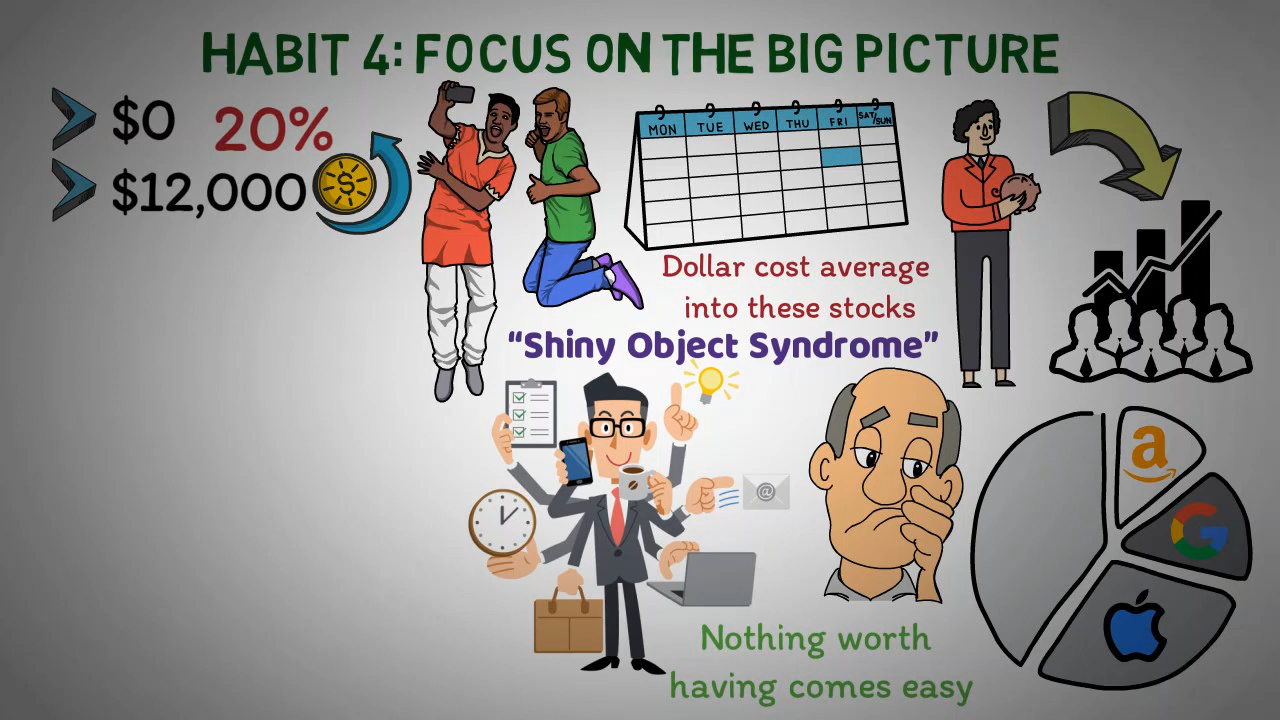 HABIT 4: FOCUS ON THE BIG PICTURE
$0
20%
$12,000
$
MON TUE WED THU FRI SAT/SUN
Dollar cost average
into these stocks
“Shiny Object Syndrome”
@
a
G
Nothing worth
having comes easy